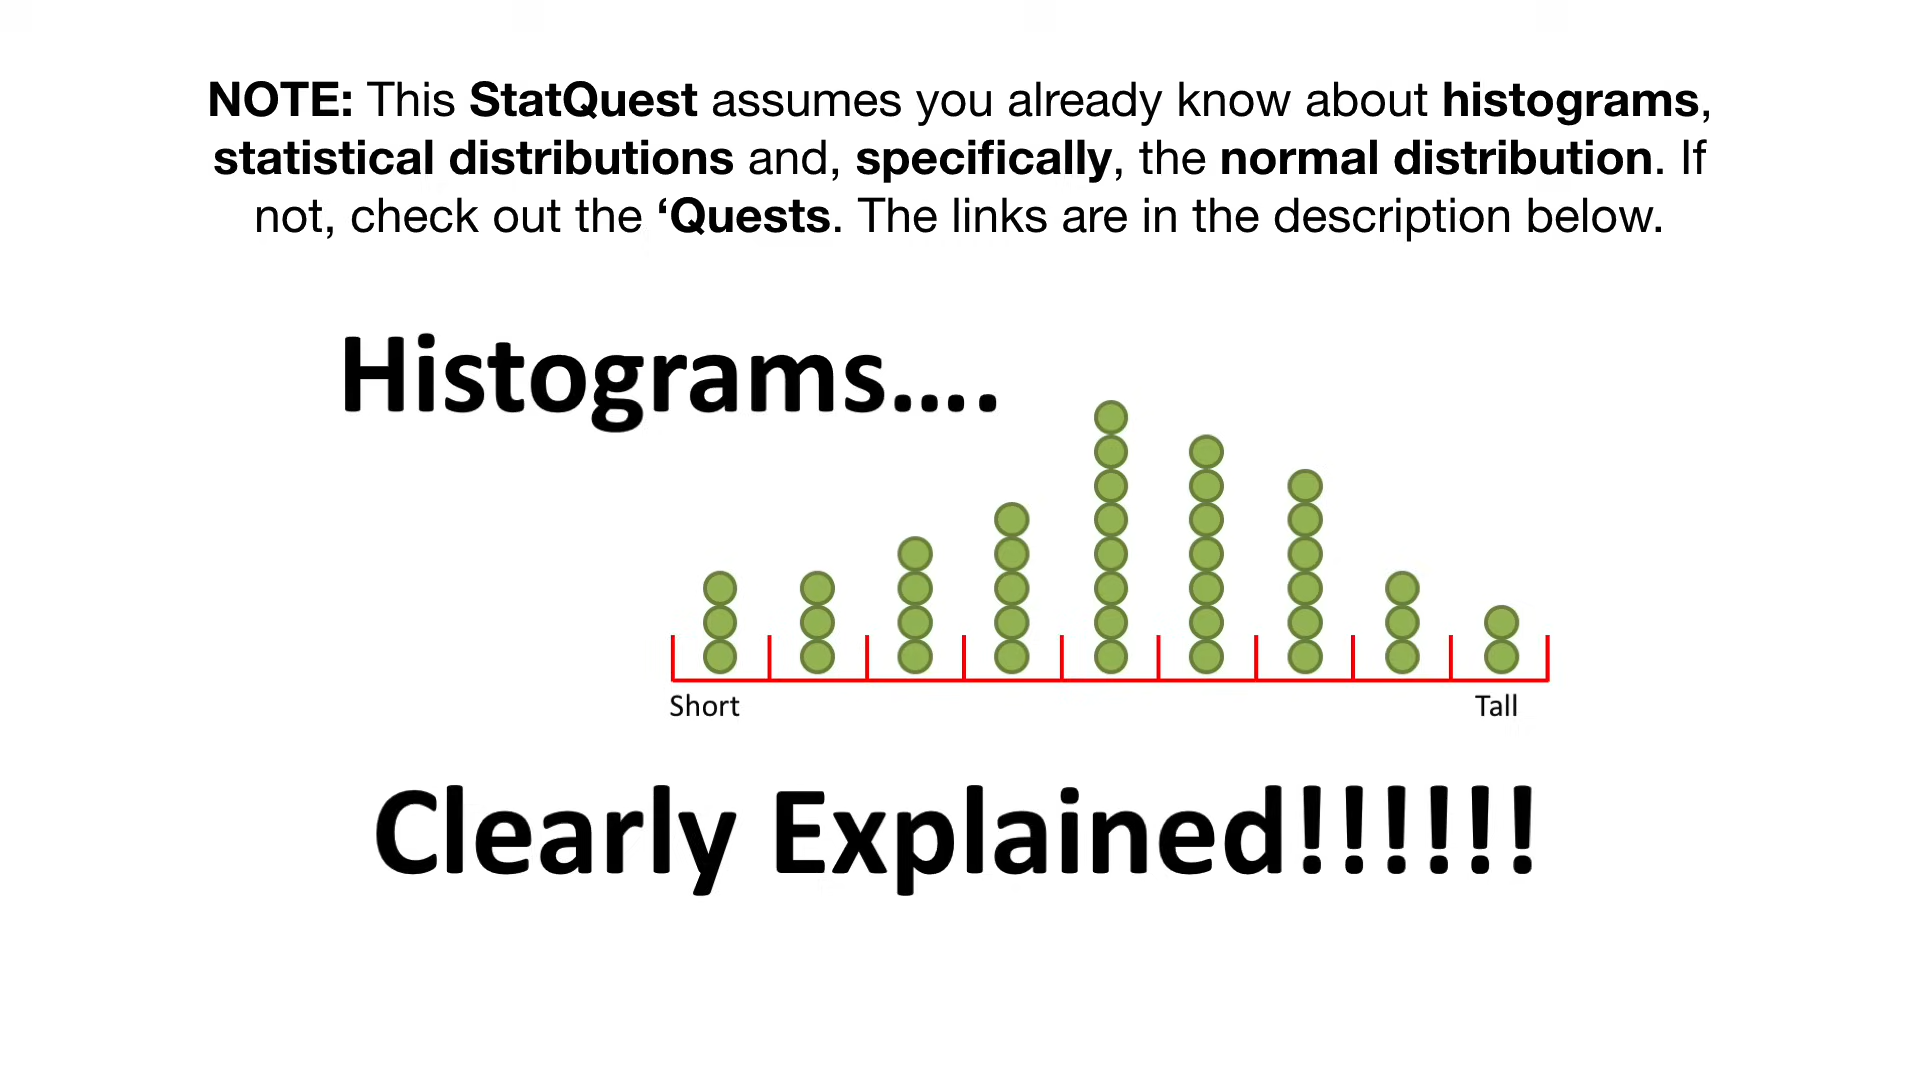 NOTE: This StatQuest assumes you already know about histograms,
statistical distributions and, specifically, the normal distribution. If
not, check out the ‘Quests. The links are in the description below.
Histograms….
Short
Tall
Clearly Explained!!!!!!